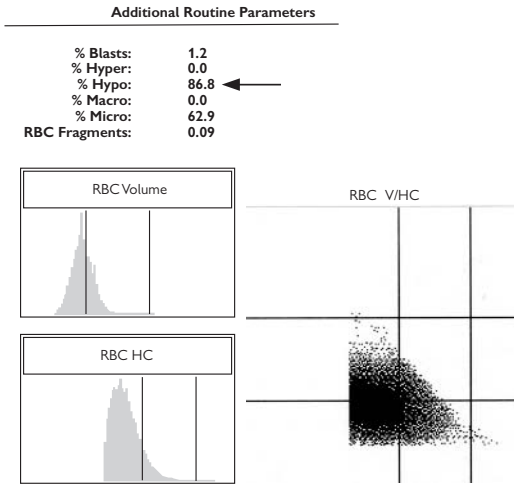 Additional Routine Parameters
% Blasts: 1.2
% Hyper: 0.0
% Hypo: 86.8
% Macro: 0.0
% Micro: 62.9
RBC Fragments: 0.09
RBC Volume
RBC V/HC
RBC HC